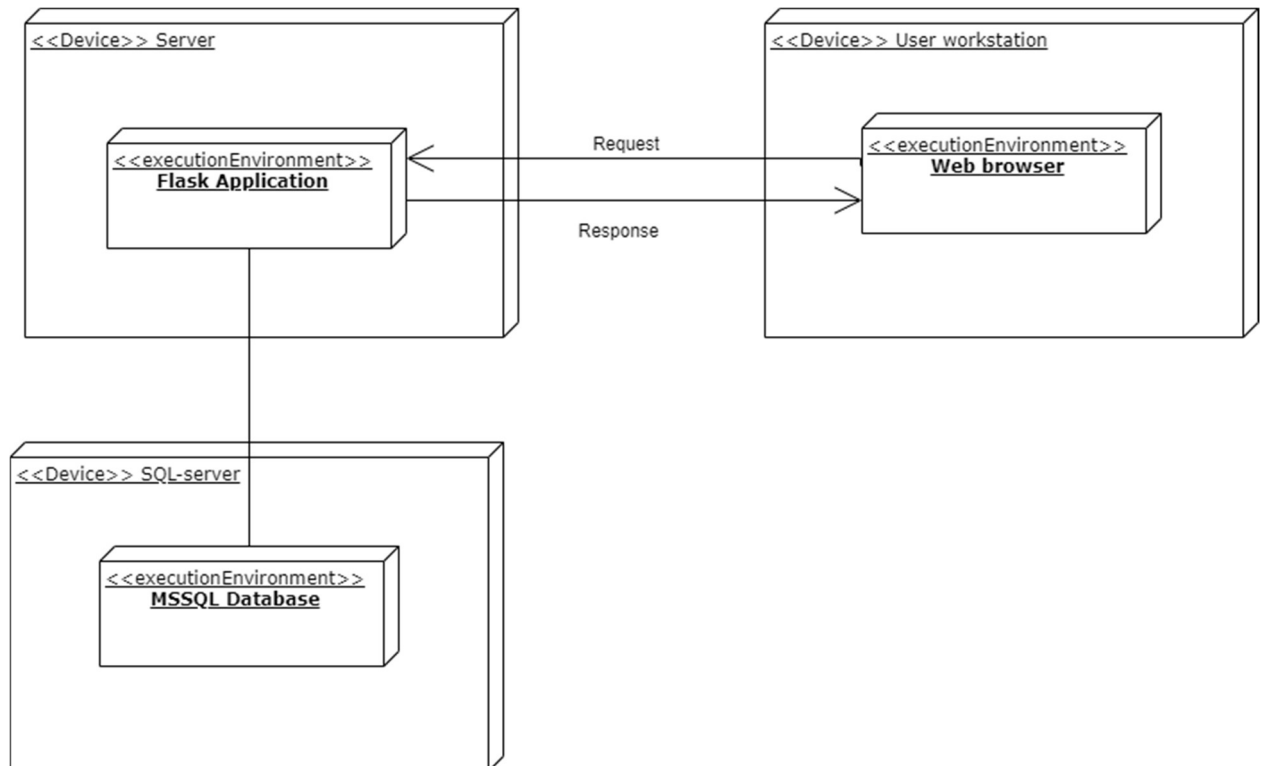 <<Device>> Server
<<executionEnvironment>>
Flask Application
Request
Response
<<Device>> User workstation
<<executionEnvironment>>
Web browser
<<Device>> SQL-server
<<executionEnvironment>>
MSSQL Database